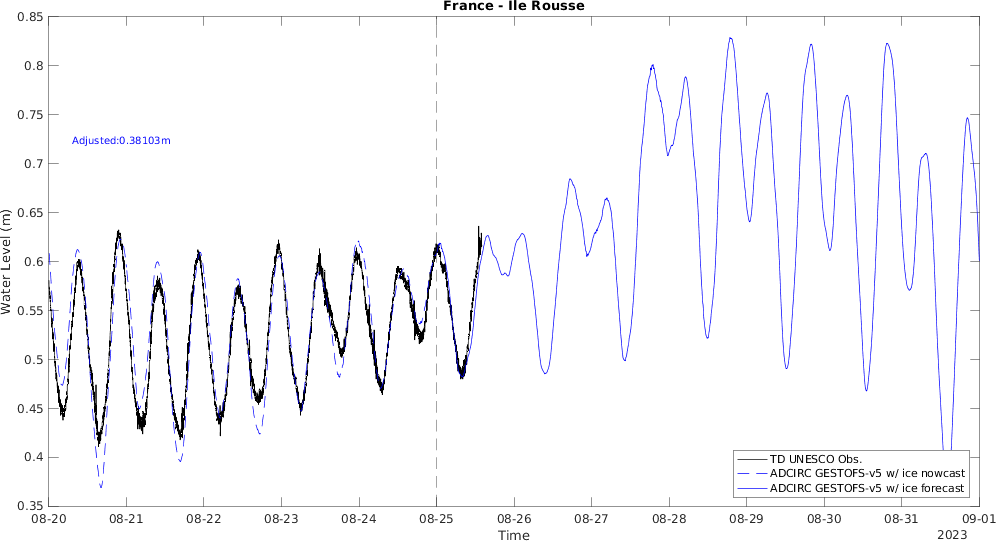 France - Ile Rousse
0.85
0.8
0.75
0.7
0.65
0.6
0.55
0.5
0.45
0.4
0.35
Water Level (m)
Adjusted:0.38103m
TD UNESCO Obs.
ADCIRC GESTOFS-v5 w/ ice nowcast
ADCIRC GESTOFS-v5 w/ ice forecast
08-20 08-21 08-22 08-23 08-24 08-25 08-26 08-27 08-28 08-29 08-30 08-31 09-01
Time
2023